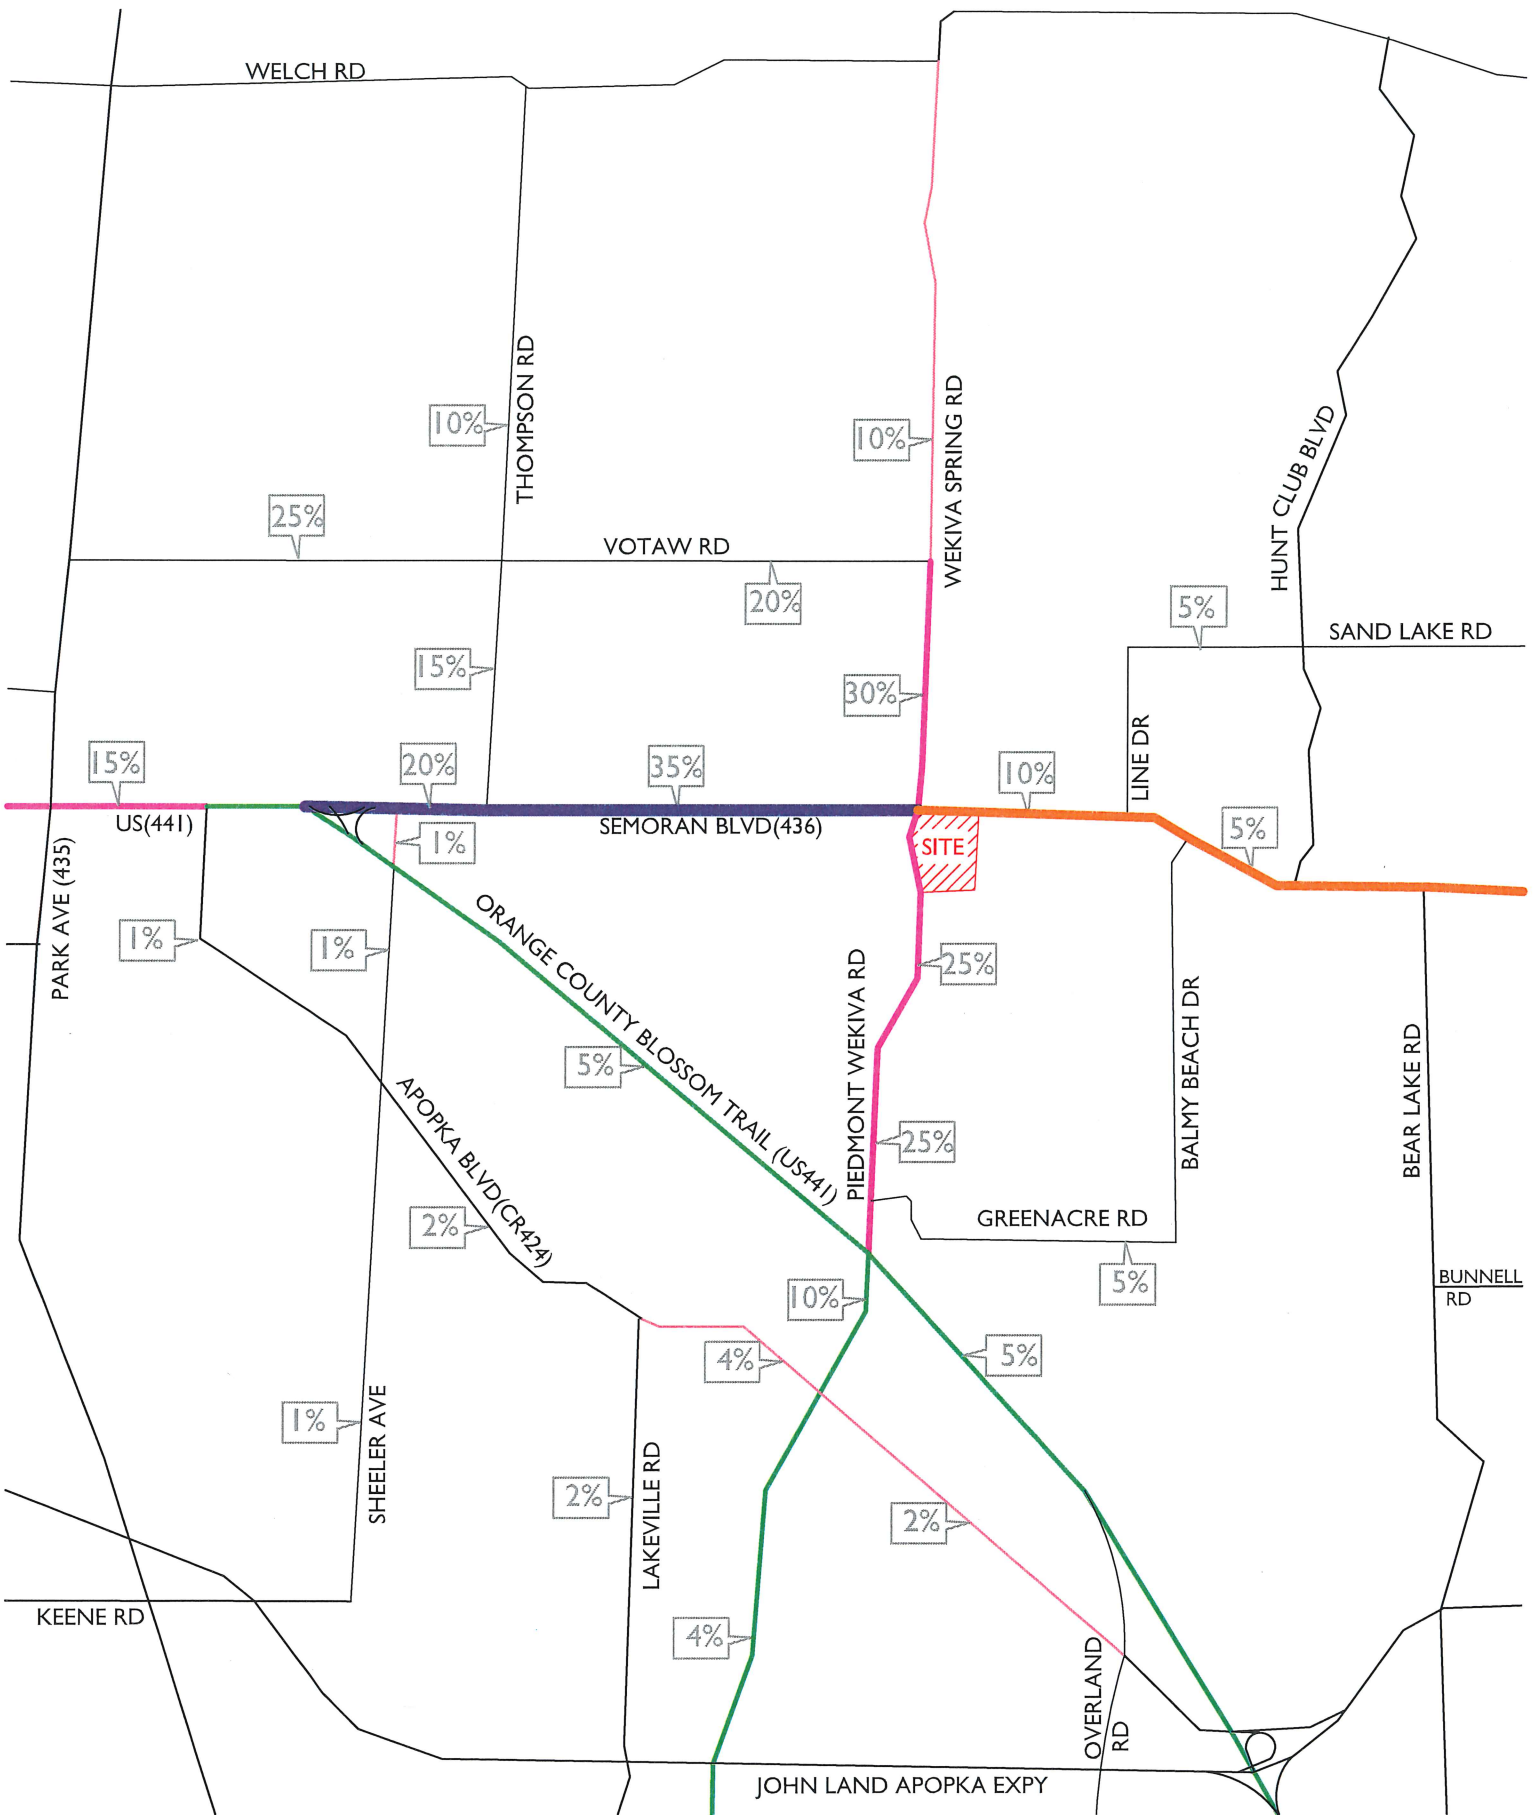 WELCH RD
THOMPSON RD
10%
10%
WEKIVA SPRING RD
HUNT CLUB BLVD
25%
VOTAW RD
20%
5%
SAND LAKE RD
15%
30%
15%
20%
35%
10%
LINE DR
US(441)
SEMORAN BLVD(436)
1%
SITE
5%
PARK AVE (435)
1%
1%
ORANGE COUNTY BLOSSOM TRAIL (US441)
25%
PIEDMONT WEKIVA RD
BALMY BEACH DR
BEAR LAKE RD
5%
APOPKA BLVD(CR424)
25%
2%
GREENACRE RD
5%
10%
BUNNELL
RD
4%
5%
1%
SHEELER AVE
LAKEVILLE RD
2%
2%
KEENE RD
4%
OVERLAND
RD
JOHN LAND APOPKA EXPY